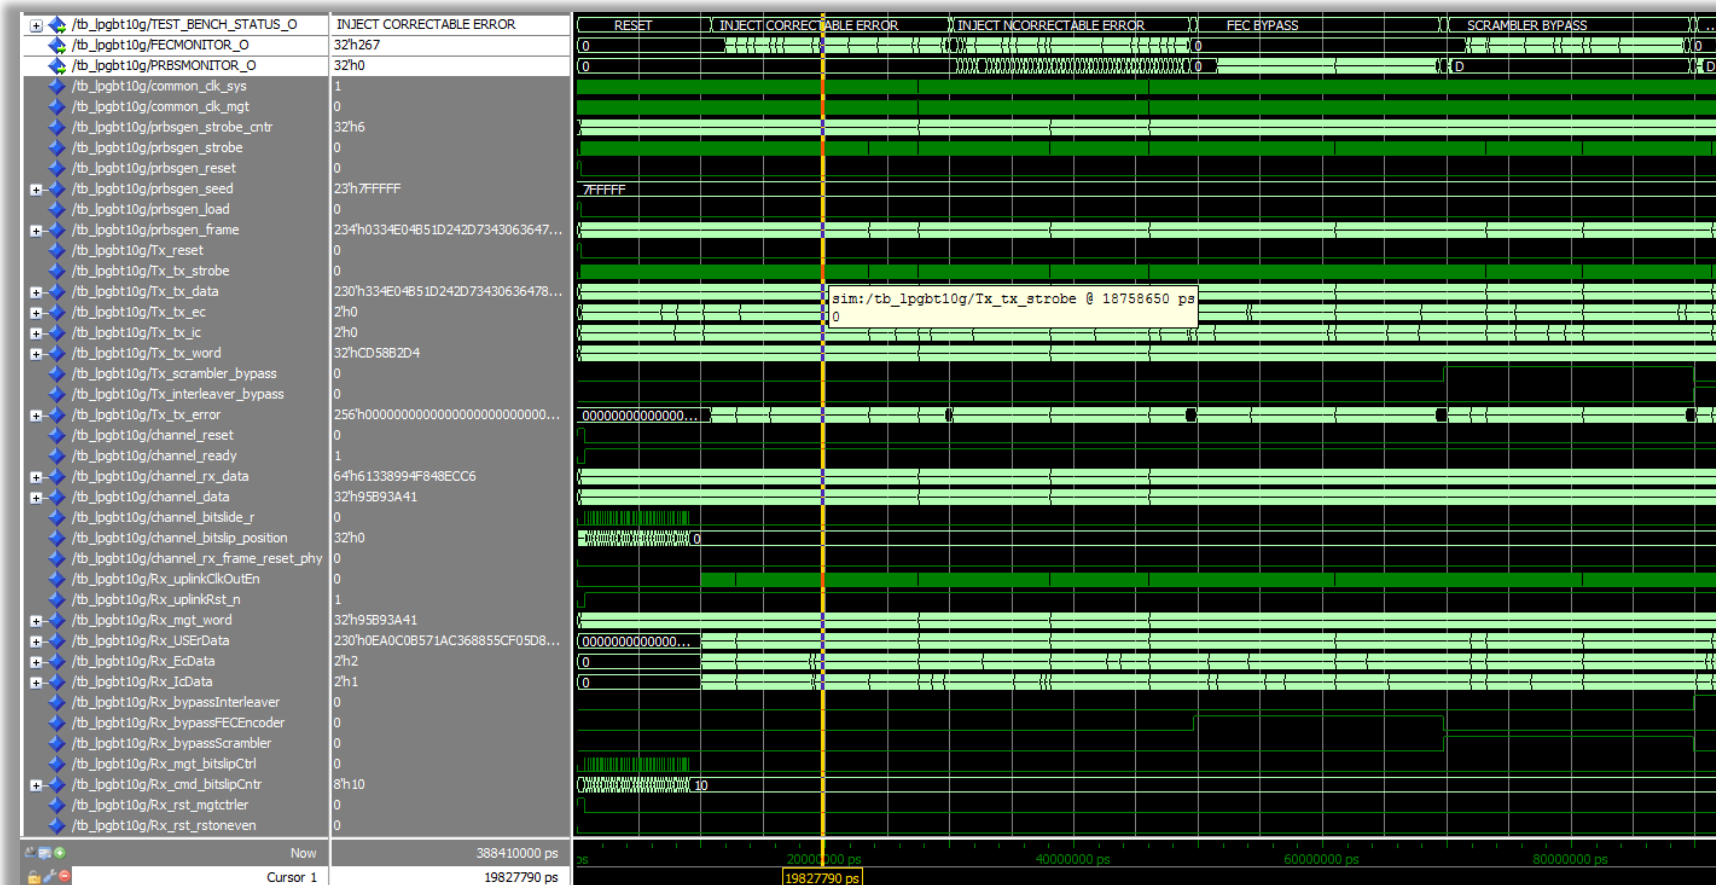 /tb_lpgbt10g/TEST_BENCH_STATUS_O INJECT CORRECTABLE ERROR RESET INJECT CORRECTABLE ERROR INJECT NCORRECTABLE ERROR FEC BYPASS SCRAMBLER BYPASS ...
/tb_lpgbt10g/FECMONITOR_O 32'h267 0 0 0
/tb_lpgbt10g/PRBSMONITOR_O 32'h0 0 0 D D
/tb_lpgbt10g/common_clk_sys 1
/tb_lpgbt10g/common_clk_mgt 0
/tb_lpgbt10g/prbsgen_strobe_cntr 32'h6
/tb_lpgbt10g/prbsgen_strobe 0
/tb_lpgbt10g/prbsgen_reset 0
/tb_lpgbt10g/prbsgen_seed 23'h7FFFFF 7FFFFF
/tb_lpgbt10g/prbsgen_load 0
/tb_lpgbt10g/prbsgen_frame 234'h0334E04B51D242D7343063647...
/tb_lpgbt10g/Tx_reset 0
/tb_lpgbt10g/Tx_tx_strobe 0
/tb_lpgbt10g/Tx_tx_data 230'h334E04B51D242D73430636478...
sim:/tb_lpgbt10g/Tx_tx_strobe @ 18758650 ps
0
/tb_lpgbt10g/Tx_tx_ec 2'h0
/tb_lpgbt10g/Tx_tx_ic 2'h0
/tb_lpgbt10g/Tx_tx_word 32'hCD58B2D4
/tb_lpgbt10g/Tx_scrambler_bypass 0
/tb_lpgbt10g/Tx_interleaver_bypass 0
/tb_lpgbt10g/Tx_tx_error 256'h0000000000000000000000000... 00000000000000...
/tb_lpgbt10g/channel_reset 0
/tb_lpgbt10g/channel_ready 1
/tb_lpgbt10g/channel_rx_data 64'h61338994F848ECC6
/tb_lpgbt10g/channel_data 32'h95B93A41
/tb_lpgbt10g/channel_bitslide_r 0
/tb_lpgbt10g/channel_bitslip_position 32'h0 0
/tb_lpgbt10g/channel_rx_frame_reset_phy 0
/tb_lpgbt10g/Rx_uplinkClkOutEn 0
/tb_lpgbt10g/Rx_uplinkRst_n 1
/tb_lpgbt10g/Rx_mgt_word 32'h95B93A41
/tb_lpgbt10g/Rx_USErData 230'h0EA0C0B571AC368855CF05D8... 0000000000000...
/tb_lpgbt10g/Rx_EcData 2'h2 0
/tb_lpgbt10g/Rx_IcData 2'h1 0
/tb_lpgbt10g/Rx_bypassInterleaver 0
/tb_lpgbt10g/Rx_bypassFECEncoder 0
/tb_lpgbt10g/Rx_bypassScrambler 0
/tb_lpgbt10g/Rx_mgt_bitslipCtrl 0
/tb_lpgbt10g/Rx_cmd_bitslipCntr 8'h10 10
/tb_lpgbt10g/Rx_rst_mgtctrler 0
/tb_lpgbt10g/Rx_rst_rstoneven 0
Now 388410000 ps ps 20000000 ps 40000000 ps 60000000 ps 80000000 ps
Cursor 1 19827790 ps 19827790 ps